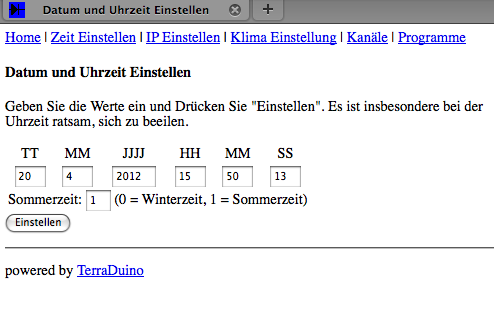 Datum und Uhrzeit Einstellen
Home | Zeit Einstellen | IP Einstellen | Klima Einstellung | Kanäle | Programme
Datum und Uhrzeit Einstellen
Geben Sie die Werte ein und Drücken Sie "Einstellen". Es ist insbesondere bei der
Uhrzeit ratsam, sich zu beeilen.
TT MM JJJJ HH MM SS
20 4 2012 15 50 13
Sommerzeit: 1 (0 = Winterzeit, 1 = Sommerzeit)
Einstellen
powered by TerraDuino